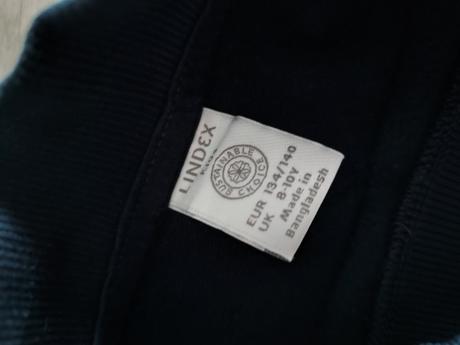 LINDEX
SUSTAINABLE
CHOICE
EUR 134/140
UK 8-10Y
Made in
Bangladesh